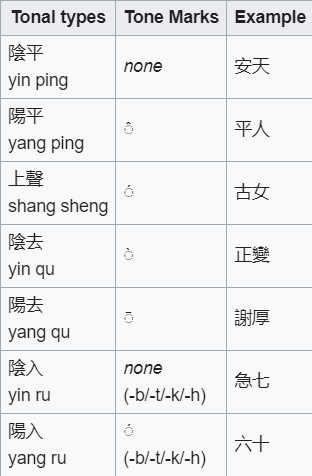 Tonal types Tone Marks Example
陰平
yin ping
none
安天
陽平
yang ping
◌̂
平人
上聲
shang sheng
◌́
古女
陰去
yin qu
◌̀
正變
陽去
yang qu
◌̄
謝厚
陰入
yin ru
none
(-b/-t/-k/-h)
急七
陽入
yang ru
◌́
(-b/-t/-k/-h)
六十